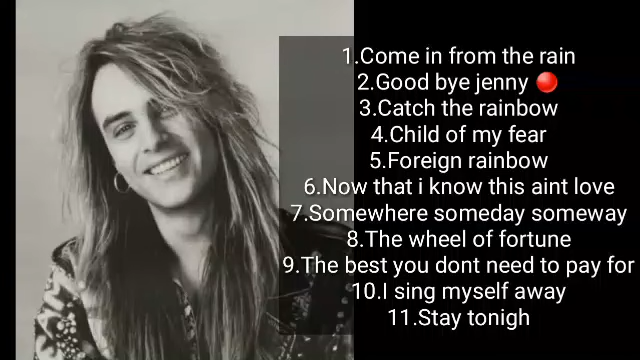 1.Come in from the rain
2.Good bye jenny 🔴
3.Catch the rainbow
4.Child of my fear
5.Foreign rainbow
6.Now that i know this aint love
7.Somewhere someday someway
8.The wheel of fortune
9.The best you dont need to pay for
10.I sing myself away
11.Stay tonigh